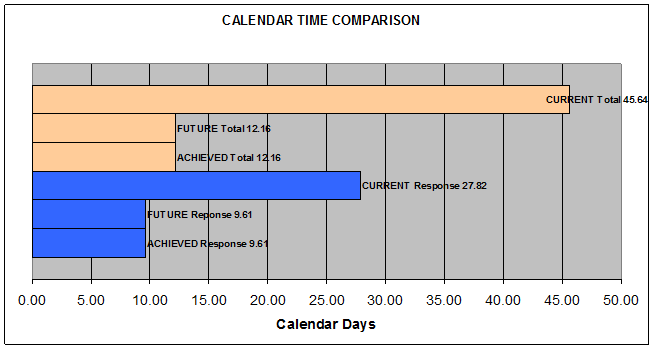 CALENDAR TIME COMPARISON
CURRENT Total 45.64
FUTURE Total 12.16
ACHIEVED Total 12.16
CURRENT Response 27.82
FUTURE Reponse 9.61
ACHIEVED Response 9.61
0.00 5.00 10.00 15.00 20.00 25.00 30.00 35.00 40.00 45.00 50.00
Calendar Days